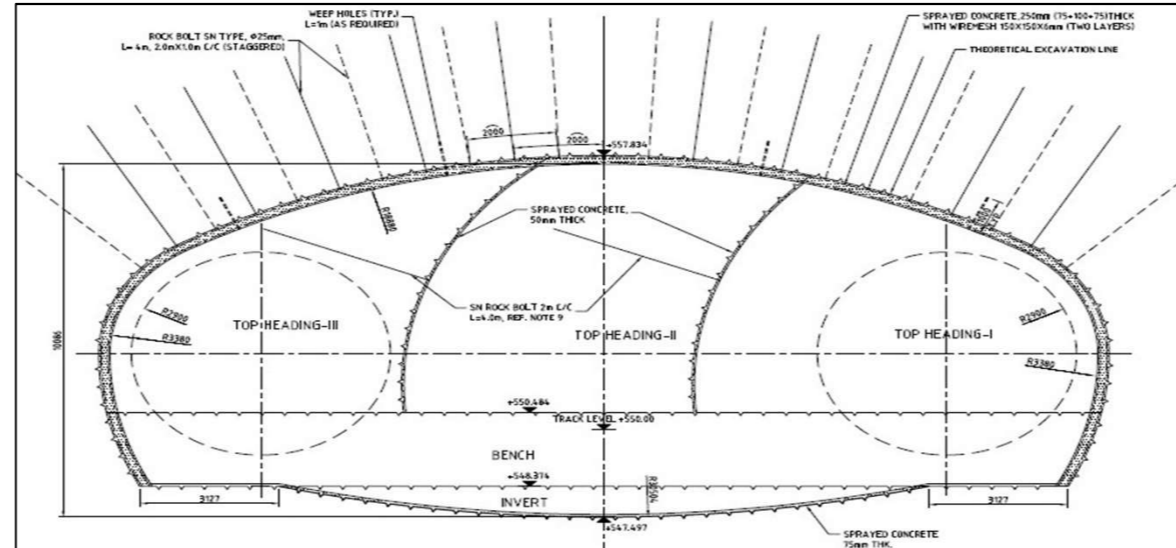 WEEP HOLES (TYP.)
L=1m (AS REQUIRED)
ROCK BOLT SN TYPE, Ø25mm,
L= 4m, 2.0mX1.0m C/C (STAGGERED)
SPRAYED CONCRETE,250mm (75+100+75)THICK
WITH WIREMESH 150X150X6mm (TWO LAYERS)
THEORETICAL EXCAVATION LINE
2000
2000
+557.834
SPRAYED CONCRETE,
50mm THICK
SN ROCK BOLT 2m C/C
L=4.0m, REF. NOTE 9
R2900
R3380
TOP HEADING-III
TOP HEADING-II
TOP HEADING-I
R2900
R3380
10086
+550.484
TRACK LEVEL +550.00
BENCH
+548.374
INVERT
3127
3127
+547.497
SPRAYED CONCRETE
75mm THK.